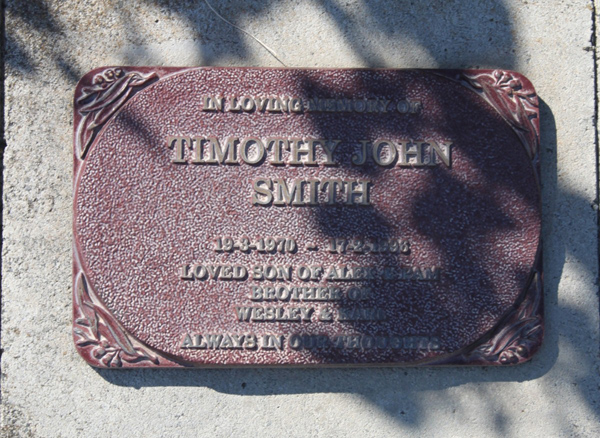 IN LOVING MEMORY OF
TIMOTHY JOHN
SMITH
19-3-1970 -
LOVED SON OF
BROTHER OF
WESLEY &
ALWAYS IN OUR THOUGHTS